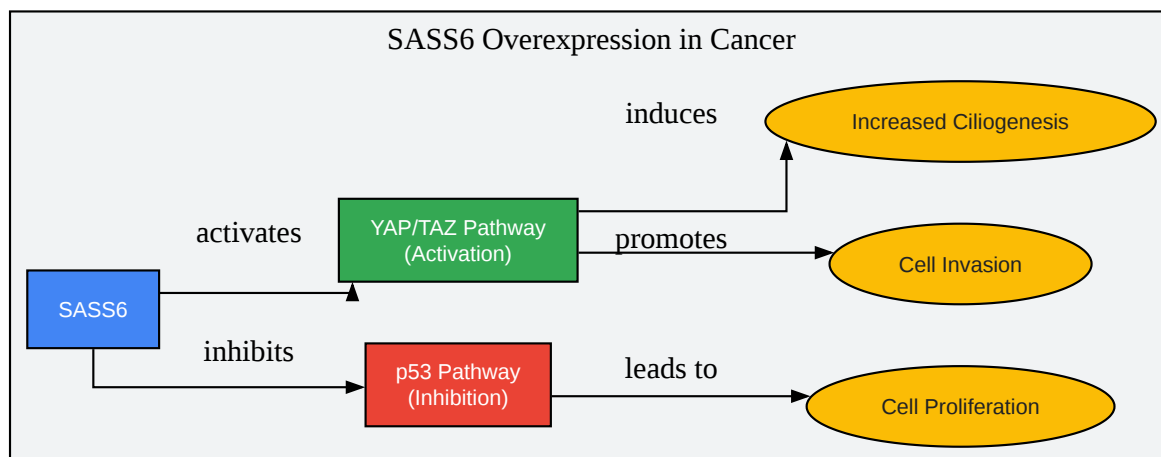 SASS6 Overexpression in Cancer
induces
Increased Ciliogenesis
activates
YAP/TAZ Pathway
(Activation)
promotes
Cell Invasion
SASS6
inhibits
p53 Pathway
(Inhibition)
leads to
Cell Proliferation